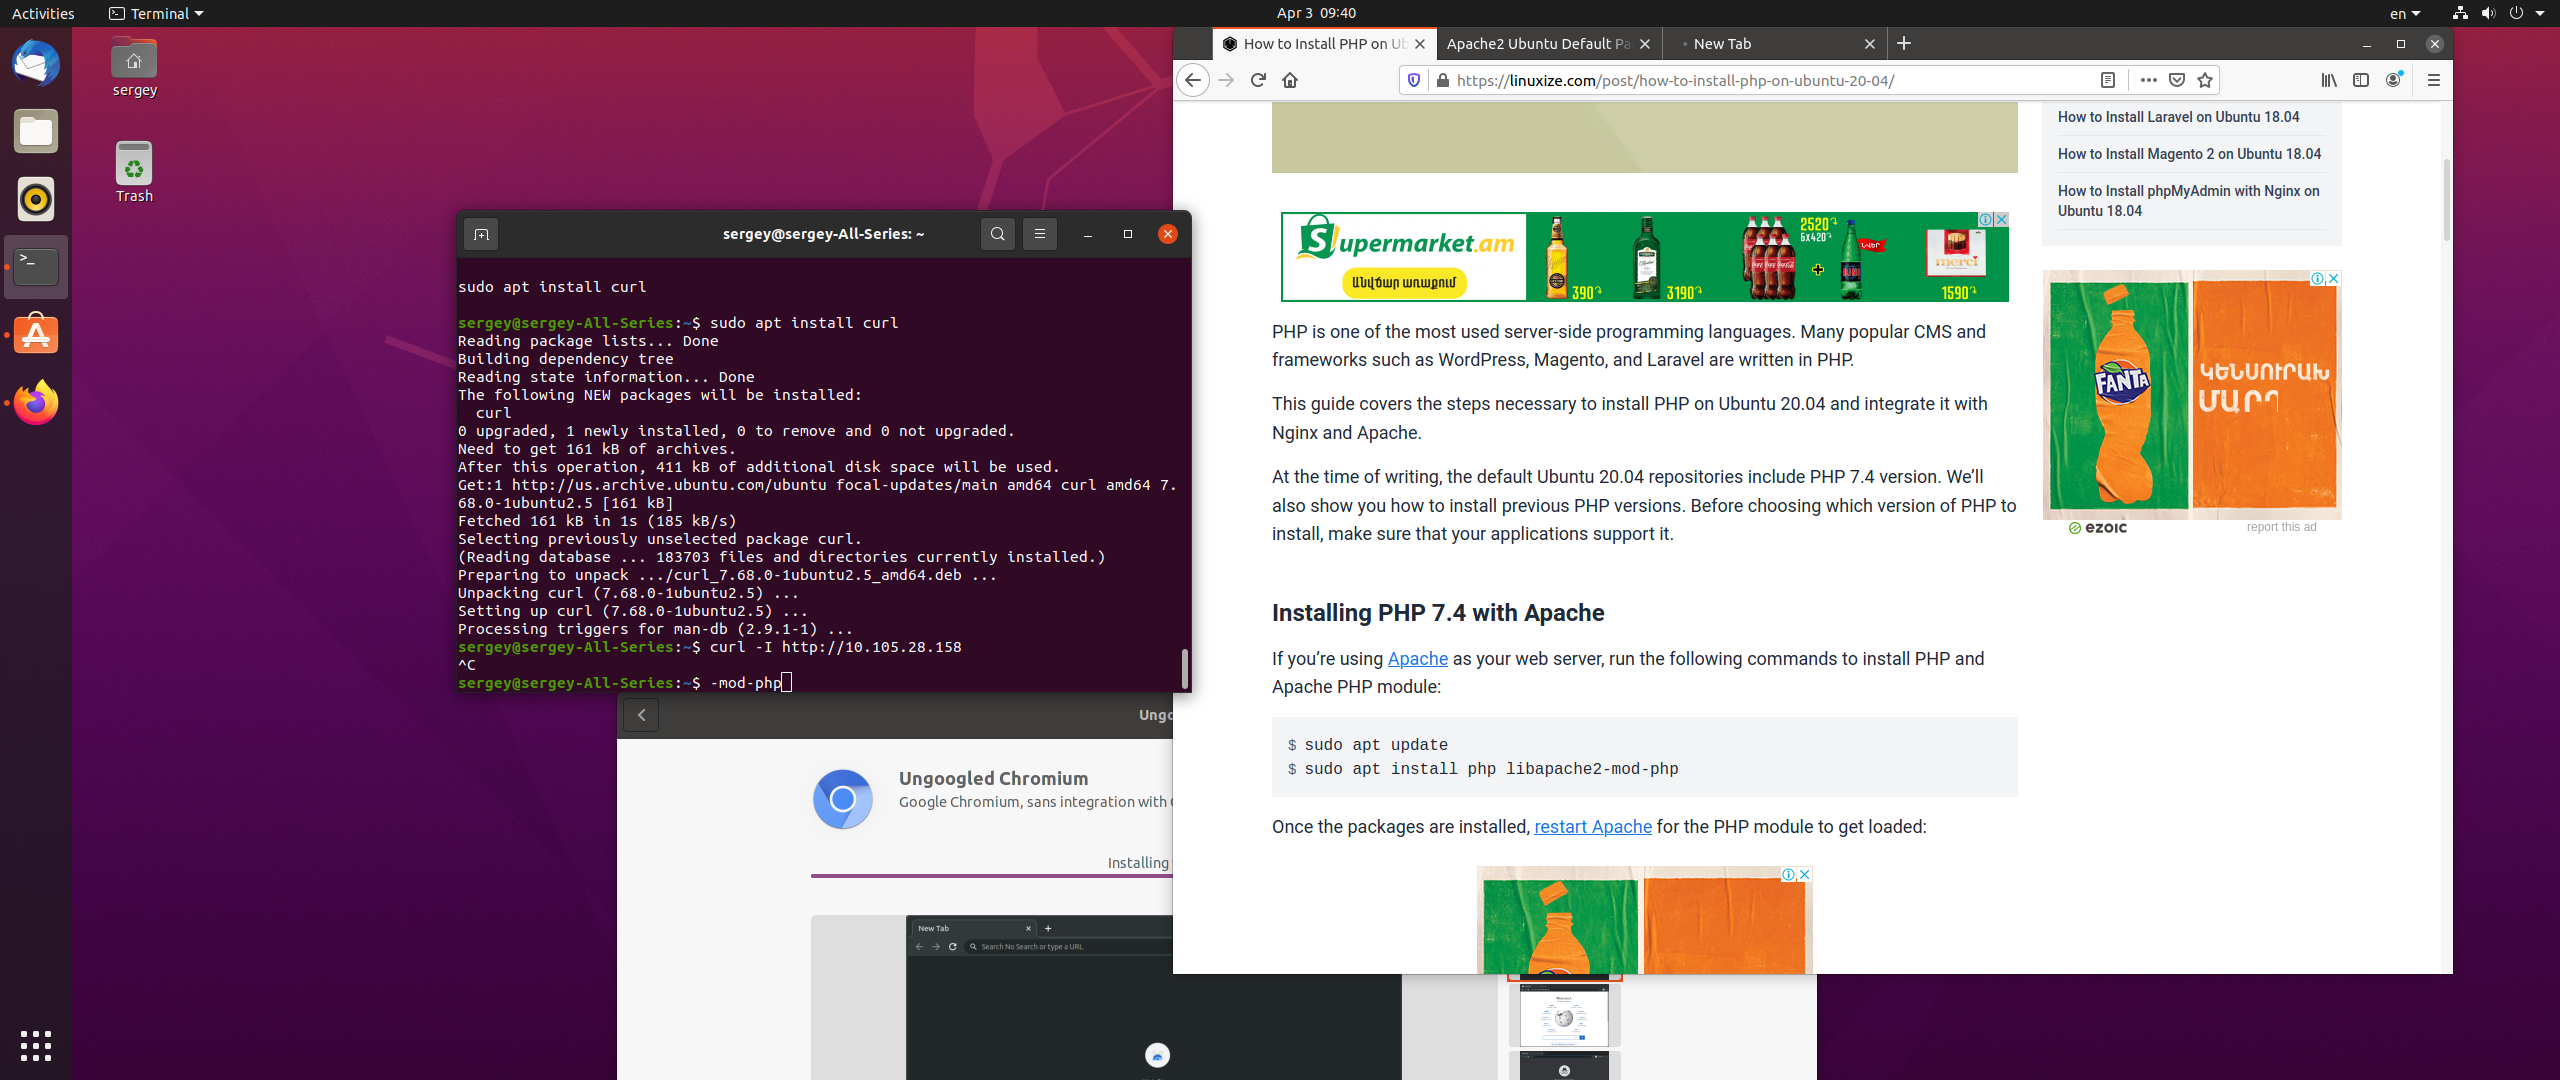 Activities
Terminal
Apr 3 09:40
en
sergey
Trash
sergey@sergey-All-Series: ~
sudo apt install curl
sergey@sergey-All-Series:~$ sudo apt install curl
Reading package lists... Done
Building dependency tree
Reading state information... Done
The following NEW packages will be installed:
curl
0 upgraded, 1 newly installed, 0 to remove and 0 not upgraded.
Need to get 161 kB of archives.
After this operation, 411 kB of additional disk space will be used.
Get:1 http://us.archive.ubuntu.com/ubuntu focal-updates/main amd64 curl amd64 7.
68.0-1ubuntu2.5 [161 kB]
Fetched 161 kB in 1s (185 kB/s)
Selecting previously unselected package curl.
(Reading database ... 183703 files and directories currently installed.)
Preparing to unpack .../curl_7.68.0-1ubuntu2.5_amd64.deb ...
Unpacking curl (7.68.0-1ubuntu2.5) ...
Setting up curl (7.68.0-1ubuntu2.5) ...
Processing triggers for man-db (2.9.1-1) ...
sergey@sergey-All-Series:~$ curl -I http://10.105.28.158
^C
sergey@sergey-All-Series:~$ -mod-php
Ungo
Ungoogled Chromium
Google Chromium, sans integration with
Installing
New Tab
Search No Search or type a URL
How to Install PHP on Ub
Apache2 Ubuntu Default Pa
New Tab
https://linuxize.com/post/how-to-install-php-on-ubuntu-20-04/
Supermarket.am
Անվճար առաքում
390֏
3190֏
2520֏
6x420֏
ՆՎԵՐ
merci
1590֏
PHP is one of the most used server-side programming languages. Many popular CMS and
frameworks such as WordPress, Magento, and Laravel are written in PHP.
This guide covers the steps necessary to install PHP on Ubuntu 20.04 and integrate it with
Nginx and Apache.
At the time of writing, the default Ubuntu 20.04 repositories include PHP 7.4 version. We’ll
also show you how to install previous PHP versions. Before choosing which version of PHP to
install, make sure that your applications support it.
Installing PHP 7.4 with Apache
If you’re using Apache as your web server, run the following commands to install PHP and
Apache PHP module:
$ sudo apt update
$ sudo apt install php libapache2-mod-php
Once the packages are installed, restart Apache for the PHP module to get loaded:
How to Install Laravel on Ubuntu 18.04
How to Install Magento 2 on Ubuntu 18.04
How to Install phpMyAdmin with Nginx on
Ubuntu 18.04
FANTA
ԿԵՆՍՈՒՐԱԽ
ezoic
report this ad